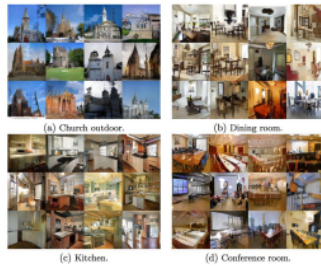 (a) Church outdoor.
(b) Dining room.
(c) Kitchen.
(d) Conference room.